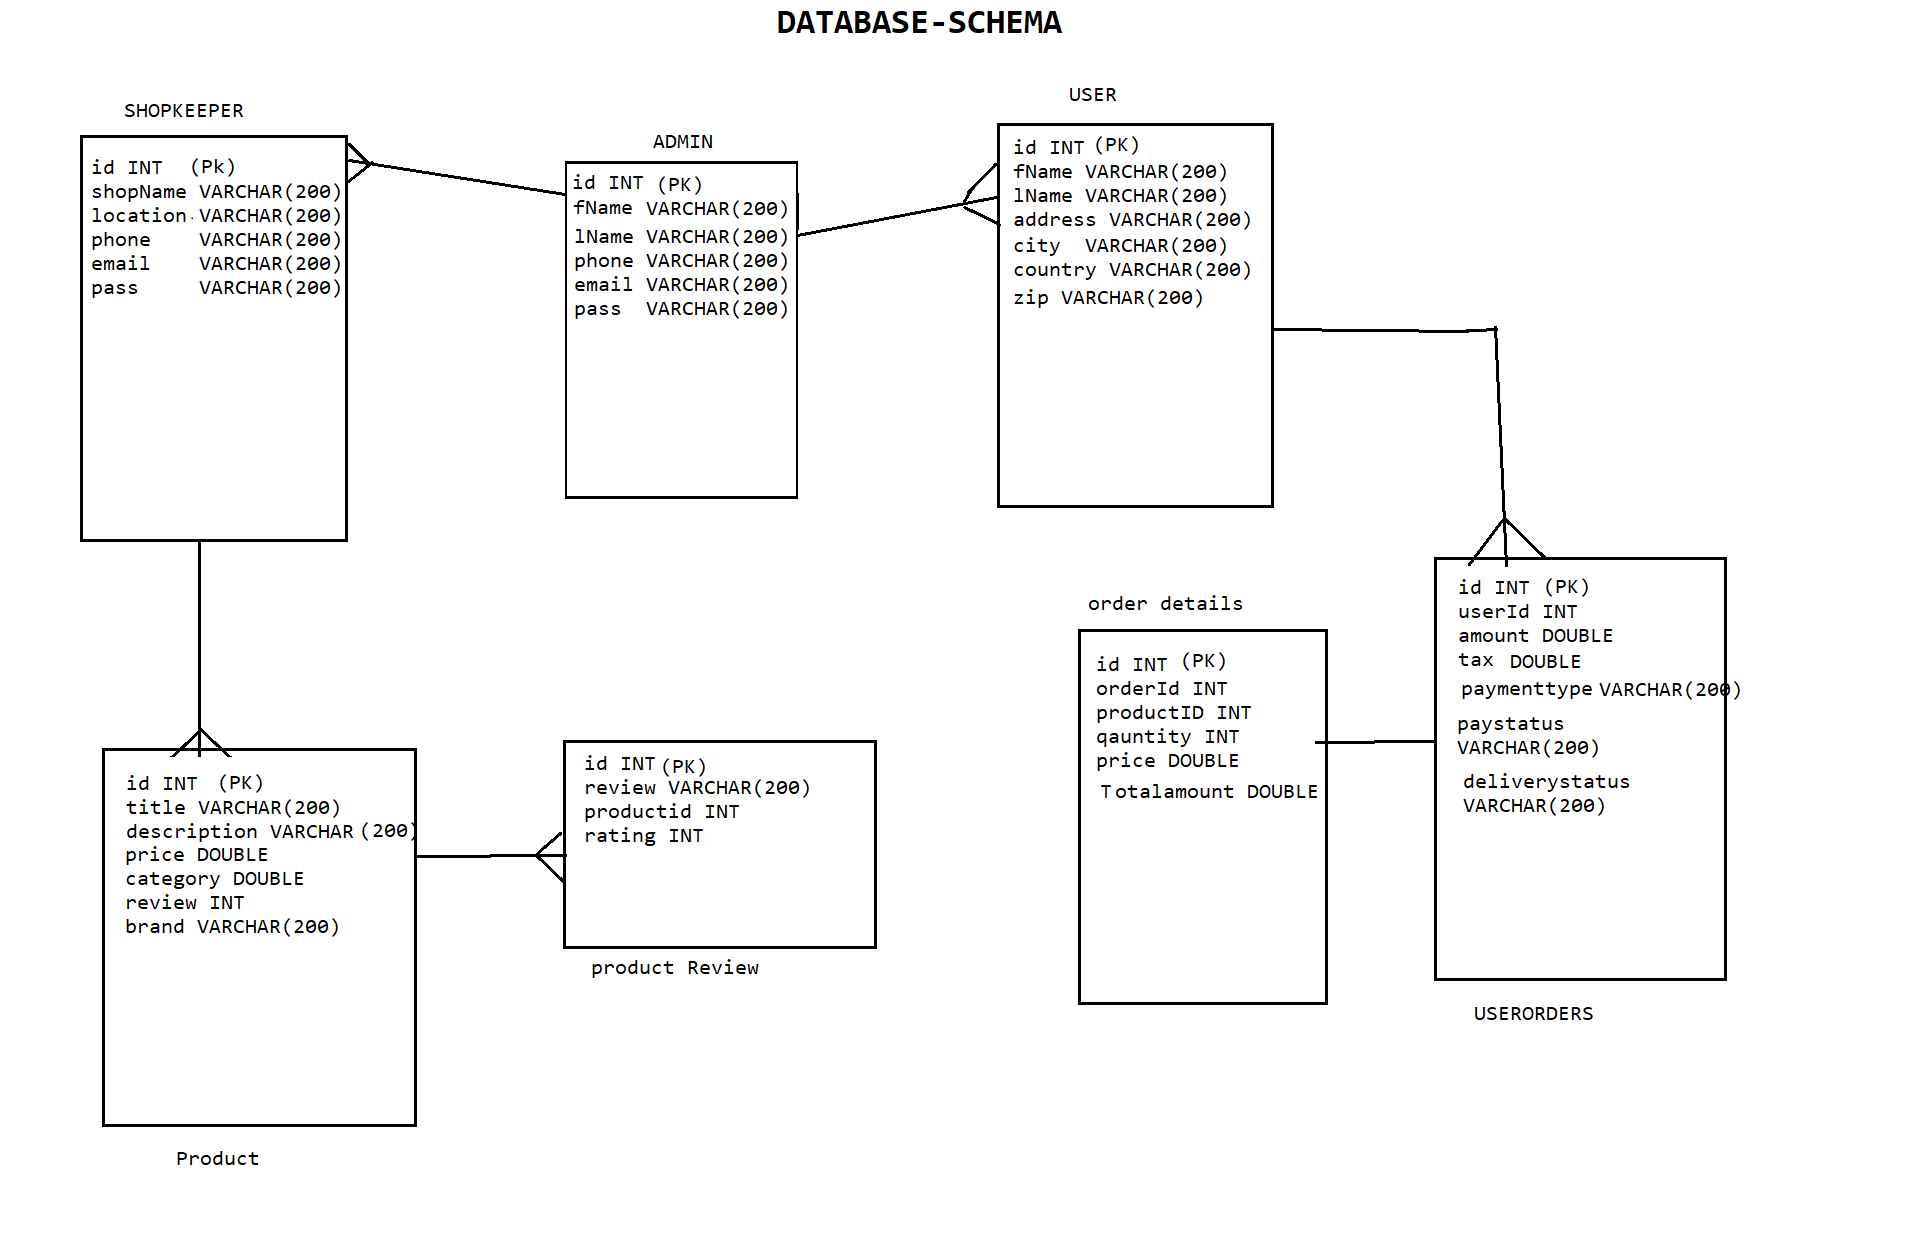 DATABASE-SCHEMA
SHOPKEEPER
id INT (Pk)
shopName VARCHAR(200)
location VARCHAR(200)
phone VARCHAR(200)
email VARCHAR(200)
pass VARCHAR(200)
ADMIN
id INT (PK)
fName VARCHAR(200)
lName VARCHAR(200)
phone VARCHAR(200)
email VARCHAR(200)
pass VARCHAR(200)
USER
id INT (PK)
fName VARCHAR(200)
lName VARCHAR(200)
address VARCHAR(200)
city VARCHAR(200)
country VARCHAR(200)
zip VARCHAR(200)
id INT (PK)
title VARCHAR(200)
description VARCHAR (200)
price DOUBLE
category DOUBLE
review INT
brand VARCHAR(200)
Product
id INT (PK)
review VARCHAR(200)
productid INT
rating INT
product Review
order details
id INT (PK)
orderId INT
productID INT
qauntity INT
price DOUBLE
Totalamount DOUBLE
id INT (PK)
userId INT
amount DOUBLE
tax DOUBLE
paymenttype VARCHAR(200)
paystatus
VARCHAR(200)
deliverystatus
VARCHAR(200)
USERORDERS